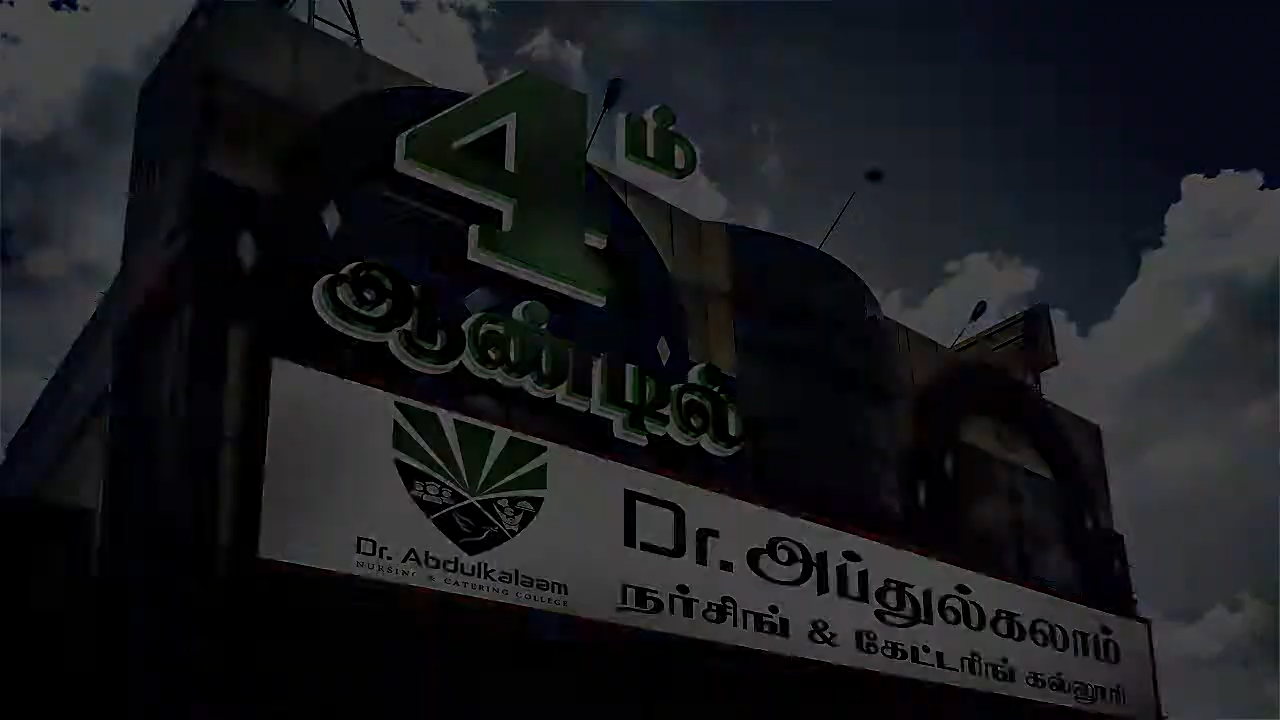 4ம்
ஆண்டில்
Dr. Abdulkalaam
NURSING & CATERING COLLEGE
Dr. அப்துல்கலாம்
நர்சிங் & கேட்டரிங் கல்லூரி